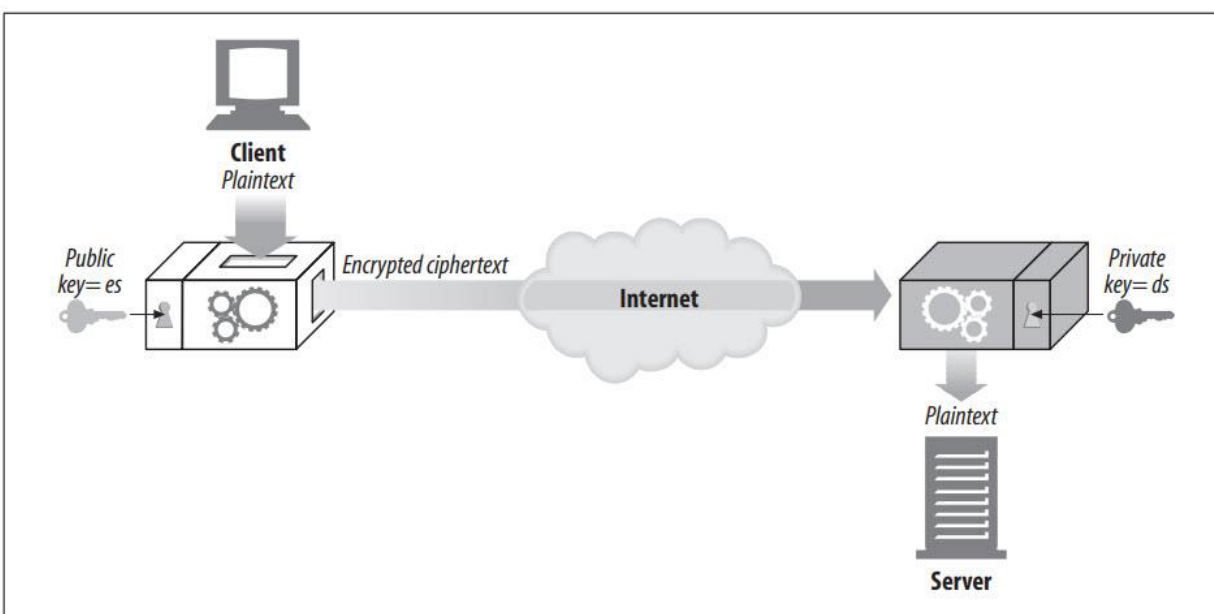 Client
Plaintext
Public
key= es
Encrypted ciphertext
Internet
Private
key= ds
Plaintext
Server